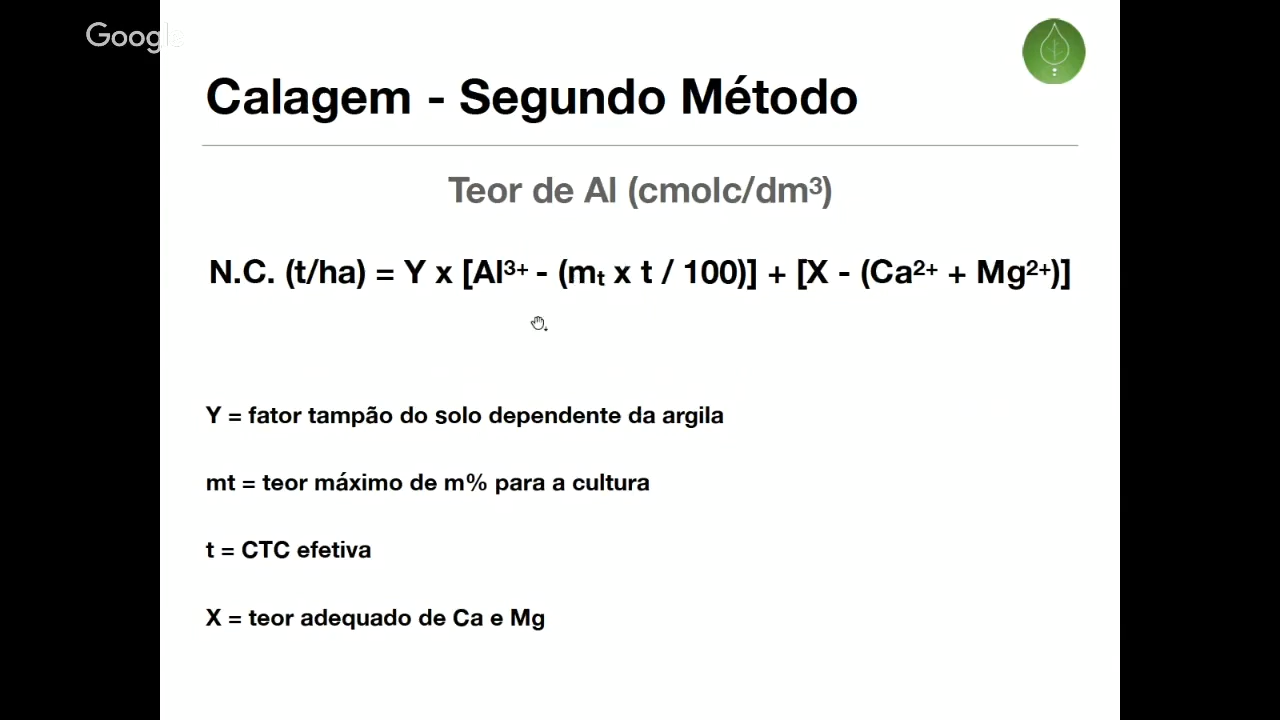 Google
Calagem - Segundo Método
Teor de Al (cmolc/dm³)
N.C. (t/ha) = Y x [Al³⁺ - (mₜ x t / 100)] + [X - (Ca²⁺ + Mg²⁺)]
Y = fator tampão do solo dependente da argila
mt = teor máximo de m% para a cultura
t = CTC efetiva
X = teor adequado de Ca e Mg